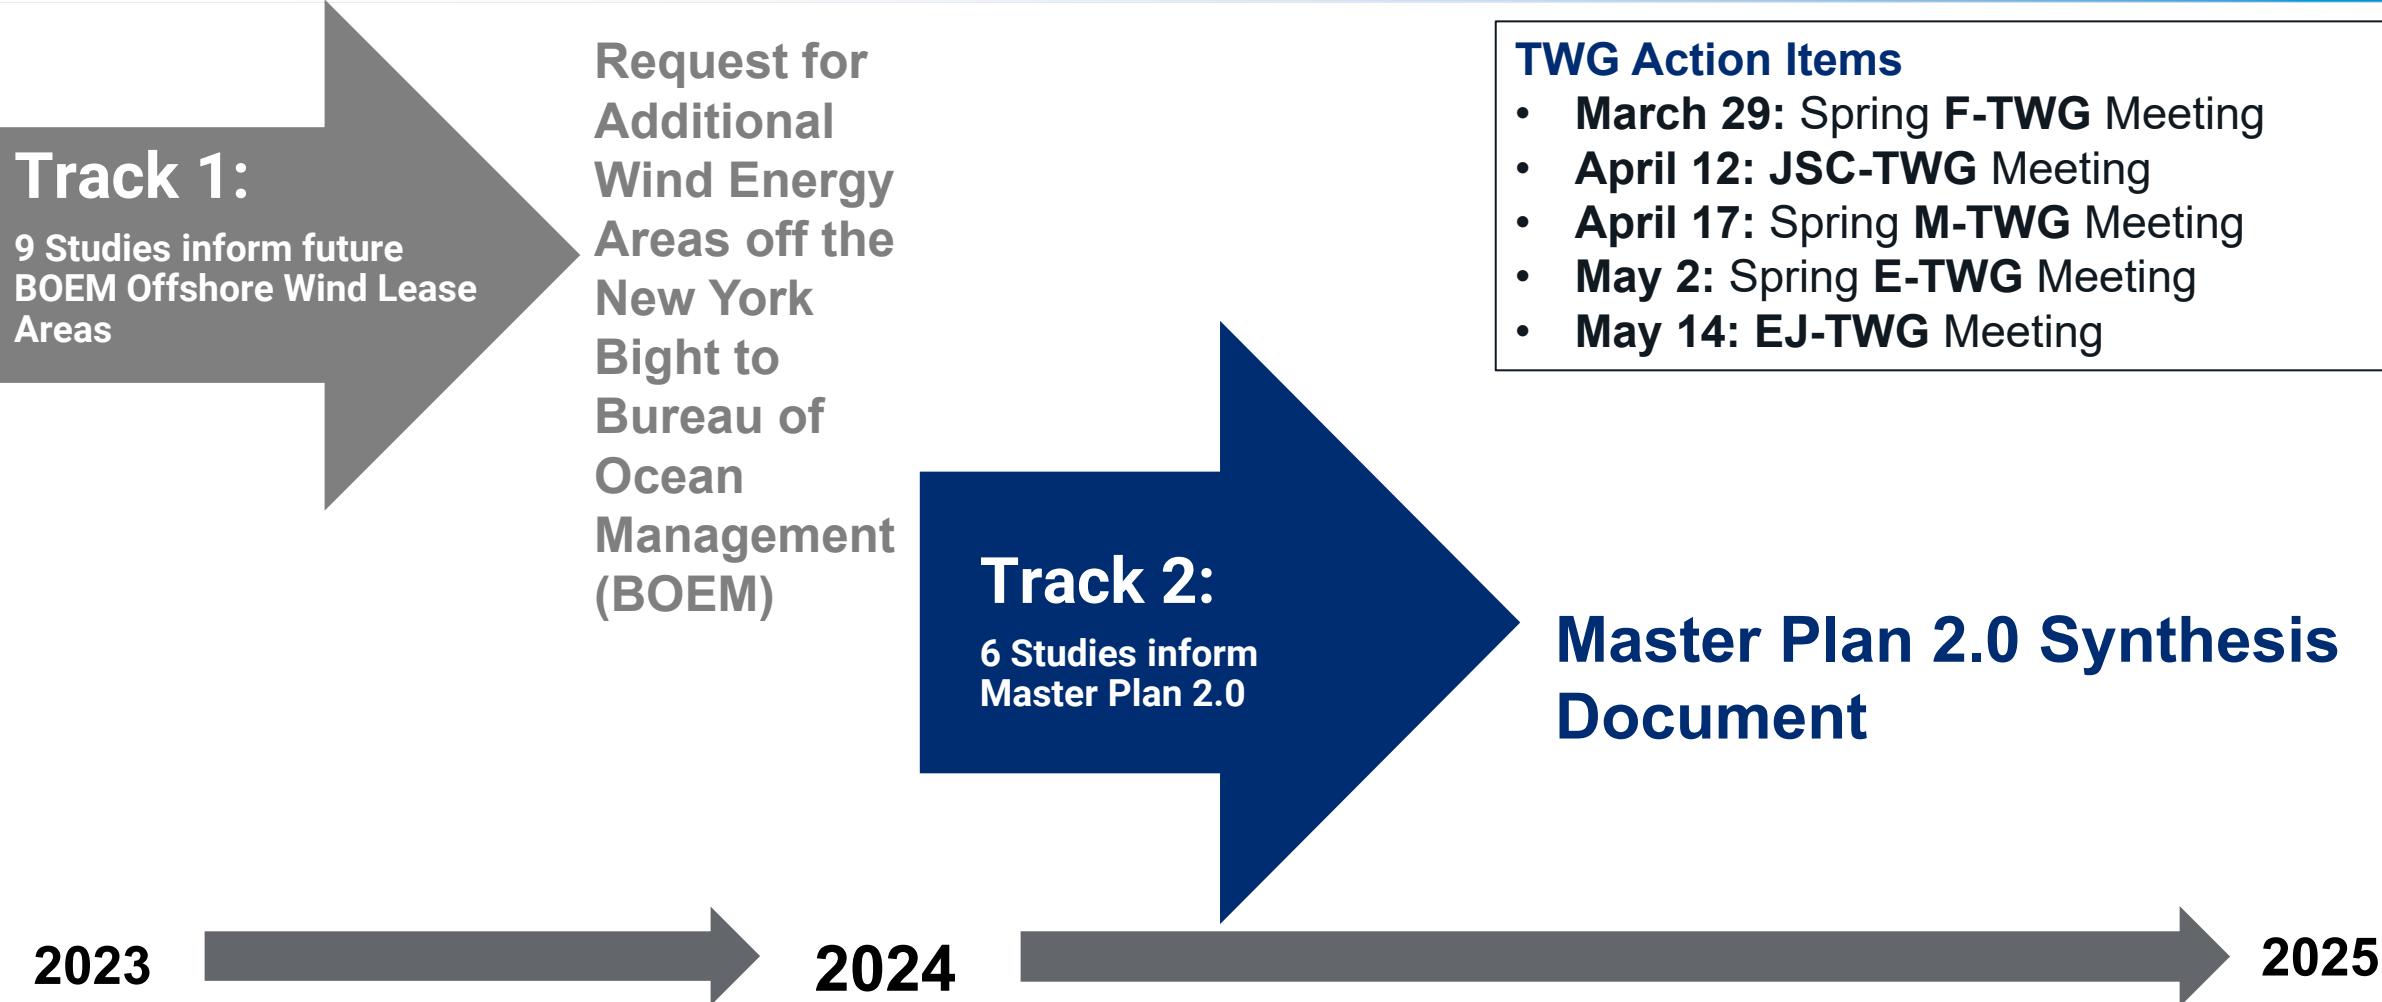 Track 1:
9 Studies inform future
BOEM Offshore Wind Lease
Areas
Request for
Additional
Wind Energy
Areas off the
New York
Bight to
Bureau of
Ocean
Management
(BOEM)
TWG Action Items
• March 29: Spring F-TWG Meeting
• April 12: JSC-TWG Meeting
• April 17: Spring M-TWG Meeting
• May 2: Spring E-TWG Meeting
• May 14: EJ-TWG Meeting
Track 2:
6 Studies inform
Master Plan 2.0
Master Plan 2.0 Synthesis
Document
2023
2024
2025